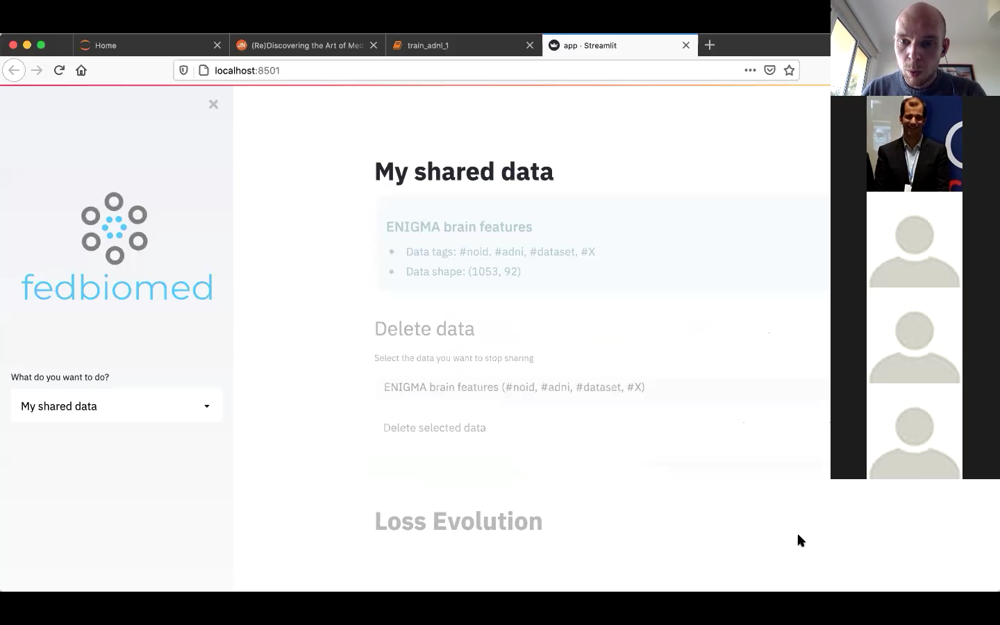 Home
(Re)Discovering the Art of Med
train_adnl_1
app · Streamlit
localhost:8501
fedbiomed
What do you want to do?
My shared data
My shared data
ENIGMA brain features
Data tags: #noid, #adni, #dataset, #X
Data shape: (1053, 92)
Delete data
Select the data you want to stop sharing
ENIGMA brain features (#noid, #adni, #dataset, #X)
Delete selected data
Loss Evolution